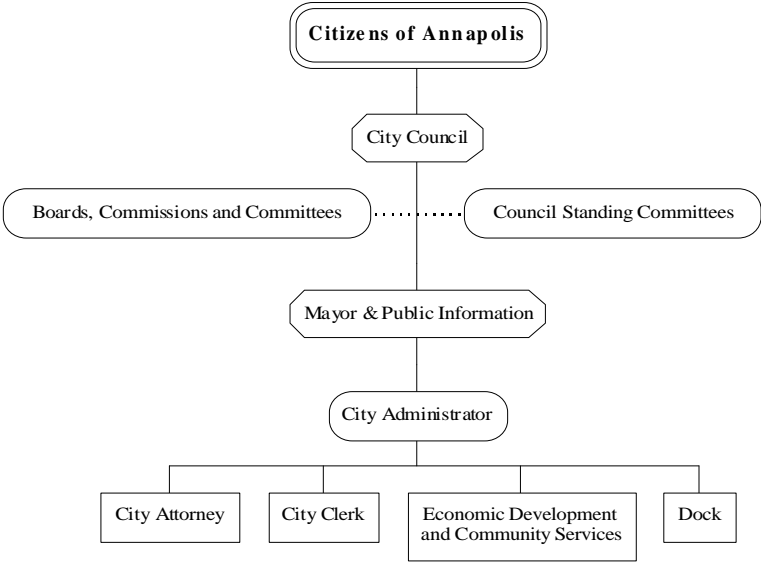 Citizens of Annapolis
City Council
Boards, Commissions and Committees
Council Standing Committees
Mayor & Public Information
City Administrator
City Attorney
City Clerk
Economic Development
and Community Services
Dock